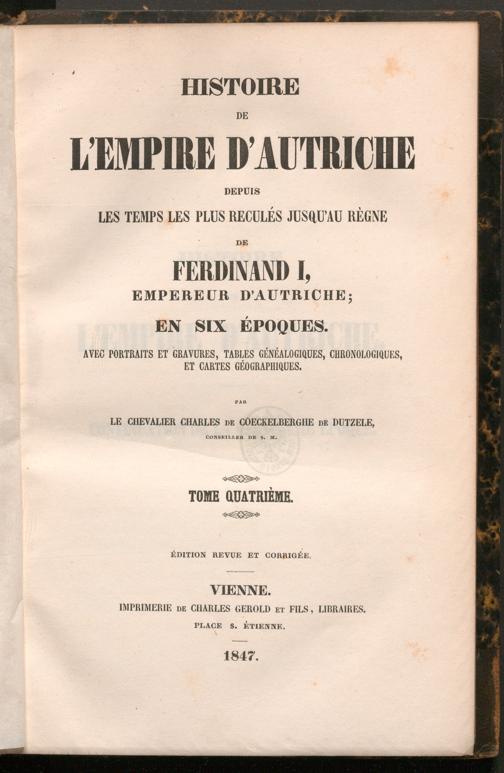 HISTOIRE
DE
L'EMPIRE D'AUTRICHE
DEPUIS
LES TEMPS LES PLUS RECULÉS JUSQU'AU RÈGNE
DE
FERDINAND I,
EMPEREUR D'AUTRICHE;
EN SIX ÉPOQUES.
AVEC PORTRAITS ET GRAVURES, TABLES GÉNÉALOGIQUES, CHRONOLOGIQUES,
ET CARTES GÉOGRAPHIQUES.
PAR
LE CHEVALIER CHARLES DE COECKELBERGHE DE DUTZELE,
CONSEILLER DE S. M.
TOME QUATRIÈME.
ÉDITION REVUE ET CORRIGÉE.
VIENNE.
IMPRIMERIE DE CHARLES GEROLD ET FILS, LIBRAIRES.
PLACE S. ÉTIENNE.
1847.